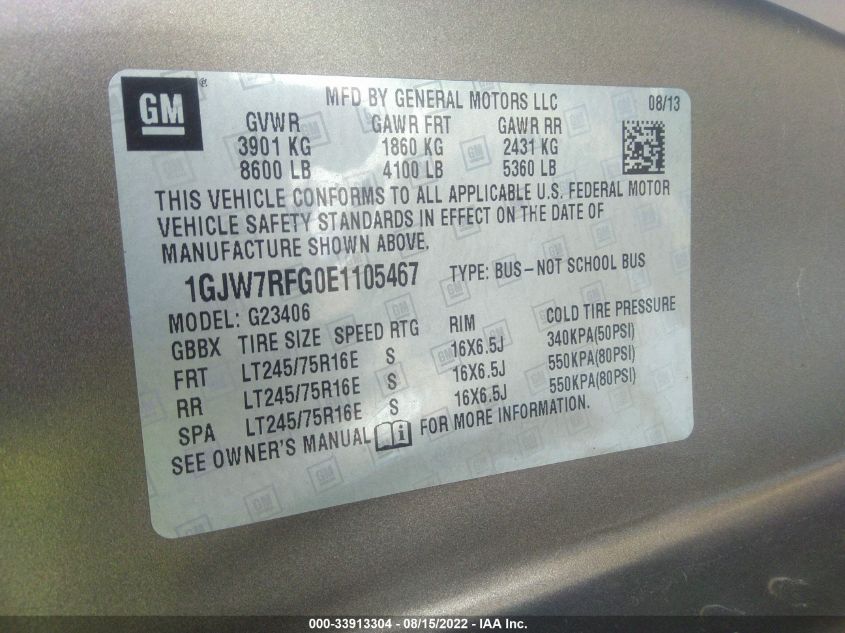 GM ®
MFD BY GENERAL MOTORS LLC 08/13
GVWR GAWR FRT GAWR RR
3901 KG 1860 KG 2431 KG
8600 LB 4100 LB 5360 LB
THIS VEHICLE CONFORMS TO ALL APPLICABLE U.S. FEDERAL MOTOR
VEHICLE SAFETY STANDARDS IN EFFECT ON THE DATE OF
MANUFACTURE SHOWN ABOVE.
1GJW7RFG0E1105467 TYPE: BUS–NOT SCHOOL BUS
MODEL: G23406
GBBX TIRE SIZE SPEED RTG RIM COLD TIRE PRESSURE
FRT LT245/75R16E S 16X6.5J 340KPA(50PSI)
RR LT245/75R16E S 16X6.5J 550KPA(80PSI)
SPA LT245/75R16E S 16X6.5J 550KPA(80PSI)
SEE OWNER'S MANUAL i FOR MORE INFORMATION.
000-33913304 - 08/15/2022 - IAA Inc.